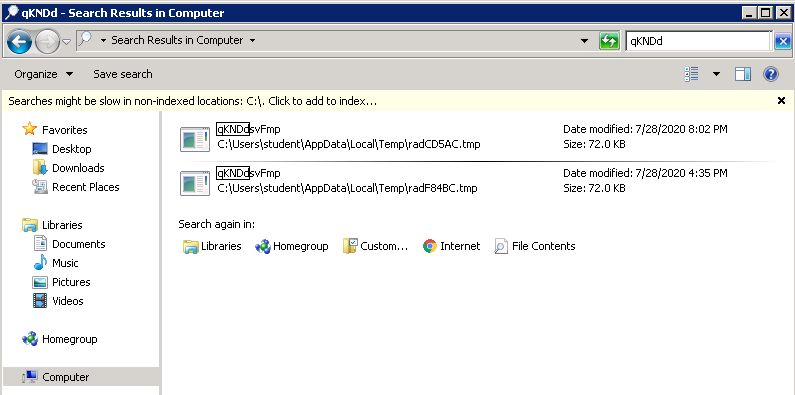 qKNDd - Search Results in Computer
Search Results in Computer
qKNDd
Organize
Save search
Searches might be slow in non-indexed locations: C:\. Click to add to index...
Favorites
Desktop
Downloads
Recent Places
Libraries
Documents
Music
Pictures
Videos
Homegroup
Computer
qKNDdsvFmp
C:\Users\student\AppData\Local\Temp\radCD5AC.tmp
Date modified: 7/28/2020 8:02 PM
Size: 72.0 KB
qKNDdsvFmp
C:\Users\student\AppData\Local\Temp\radF84BC.tmp
Date modified: 7/28/2020 4:35 PM
Size: 72.0 KB
Search again in:
Libraries
Homegroup
Custom...
Internet
File Contents